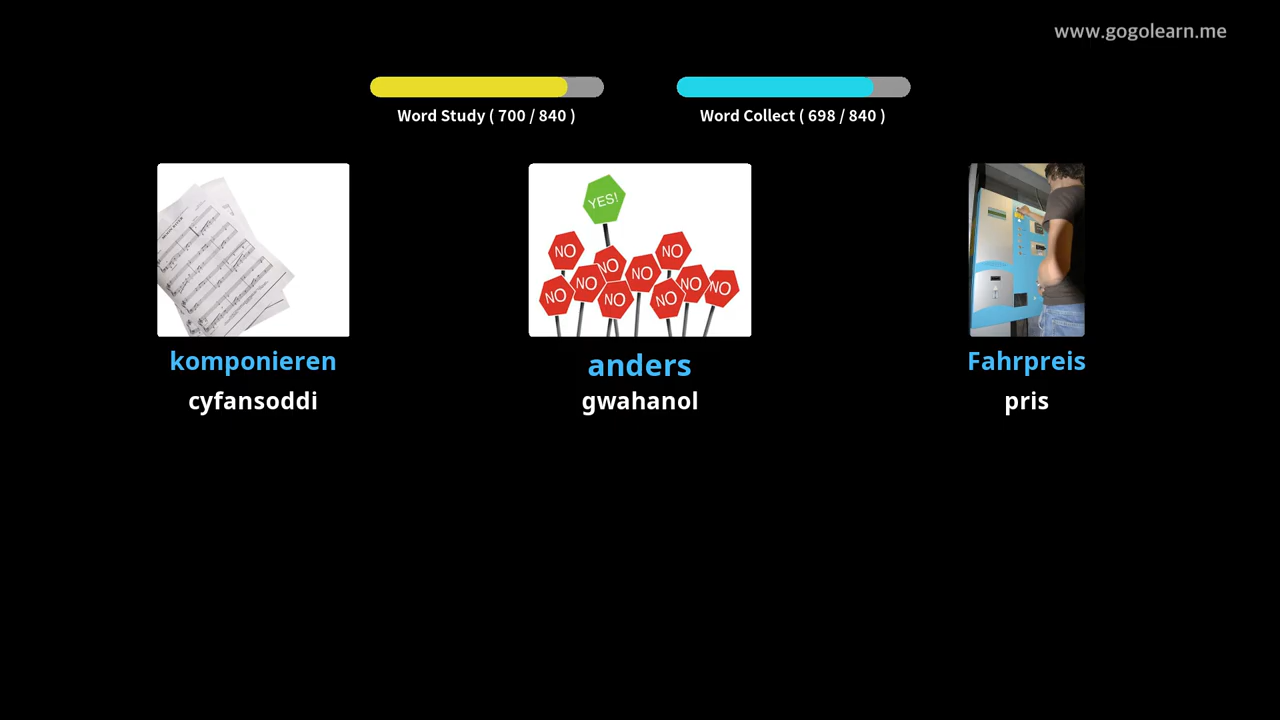 www.gogolearn.me
Word Study ( 700 / 840 )
Word Collect ( 698 / 840 )
YES!
NO
NO
NO
NO
NO
NO
NO
NO
NO
NO
komponieren
anders
Fahrpreis
cyfansoddi
gwahanol
pris